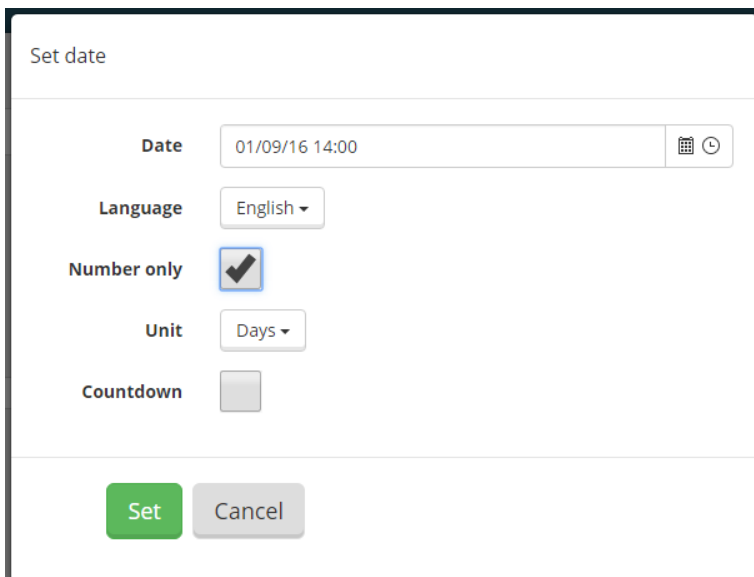 Set date
Date 01/09/16 14:00
Language English
Number only
Unit Days
Countdown
Set Cancel